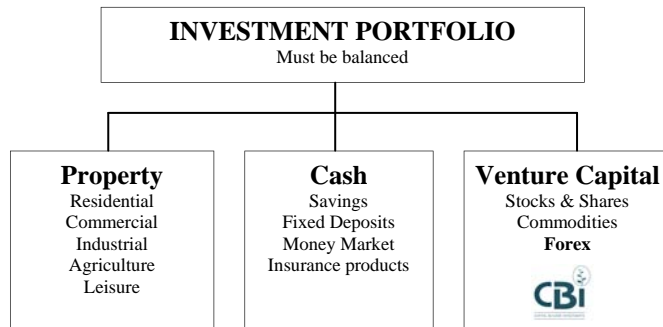 INVESTMENT PORTFOLIO
Must be balanced
Property
Residential
Commercial
Industrial
Agriculture
Leisure
Cash
Savings
Fixed Deposits
Money Market
Insurance products
Venture Capital
Stocks & Shares
Commodities
Forex
CBi